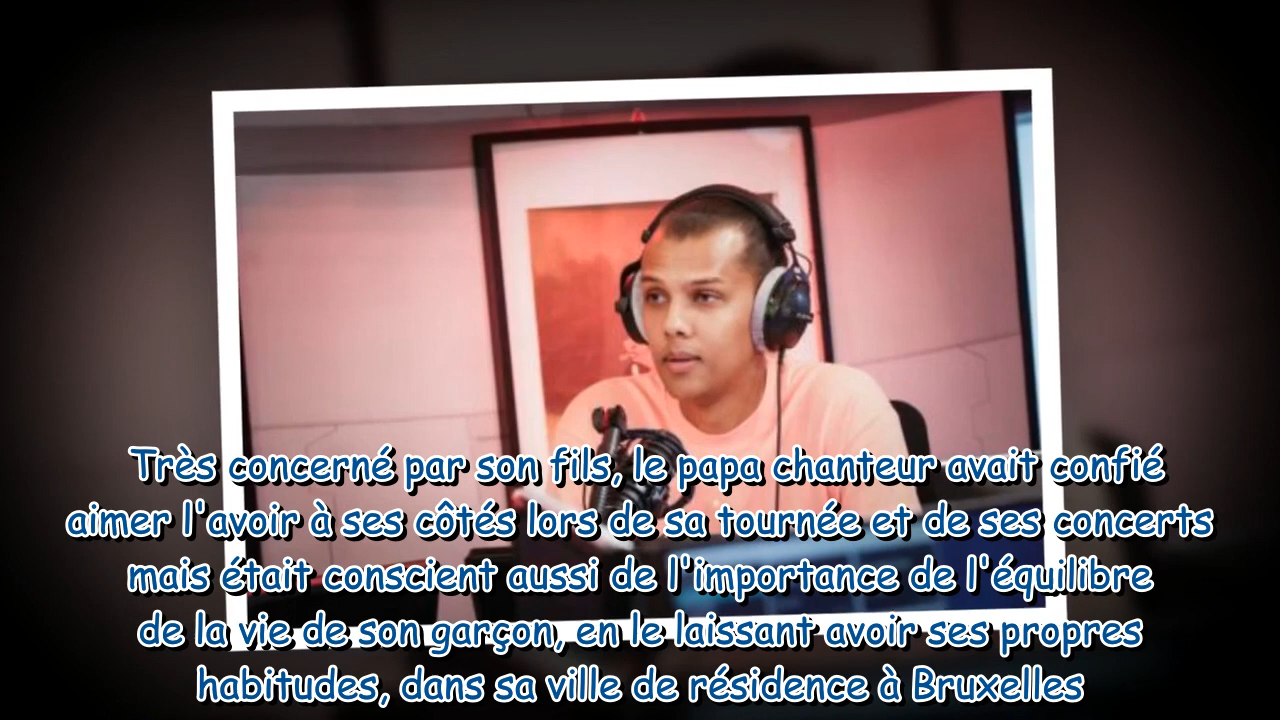 Très concerné par son fils, le papa chanteur avait confié
aimer l'avoir à ses côtés lors de sa tournée et de ses concerts
mais était conscient aussi de l'importance de l'équilibre
de la vie de son garçon, en le laissant avoir ses propres
habitudes, dans sa ville de résidence à Bruxelles